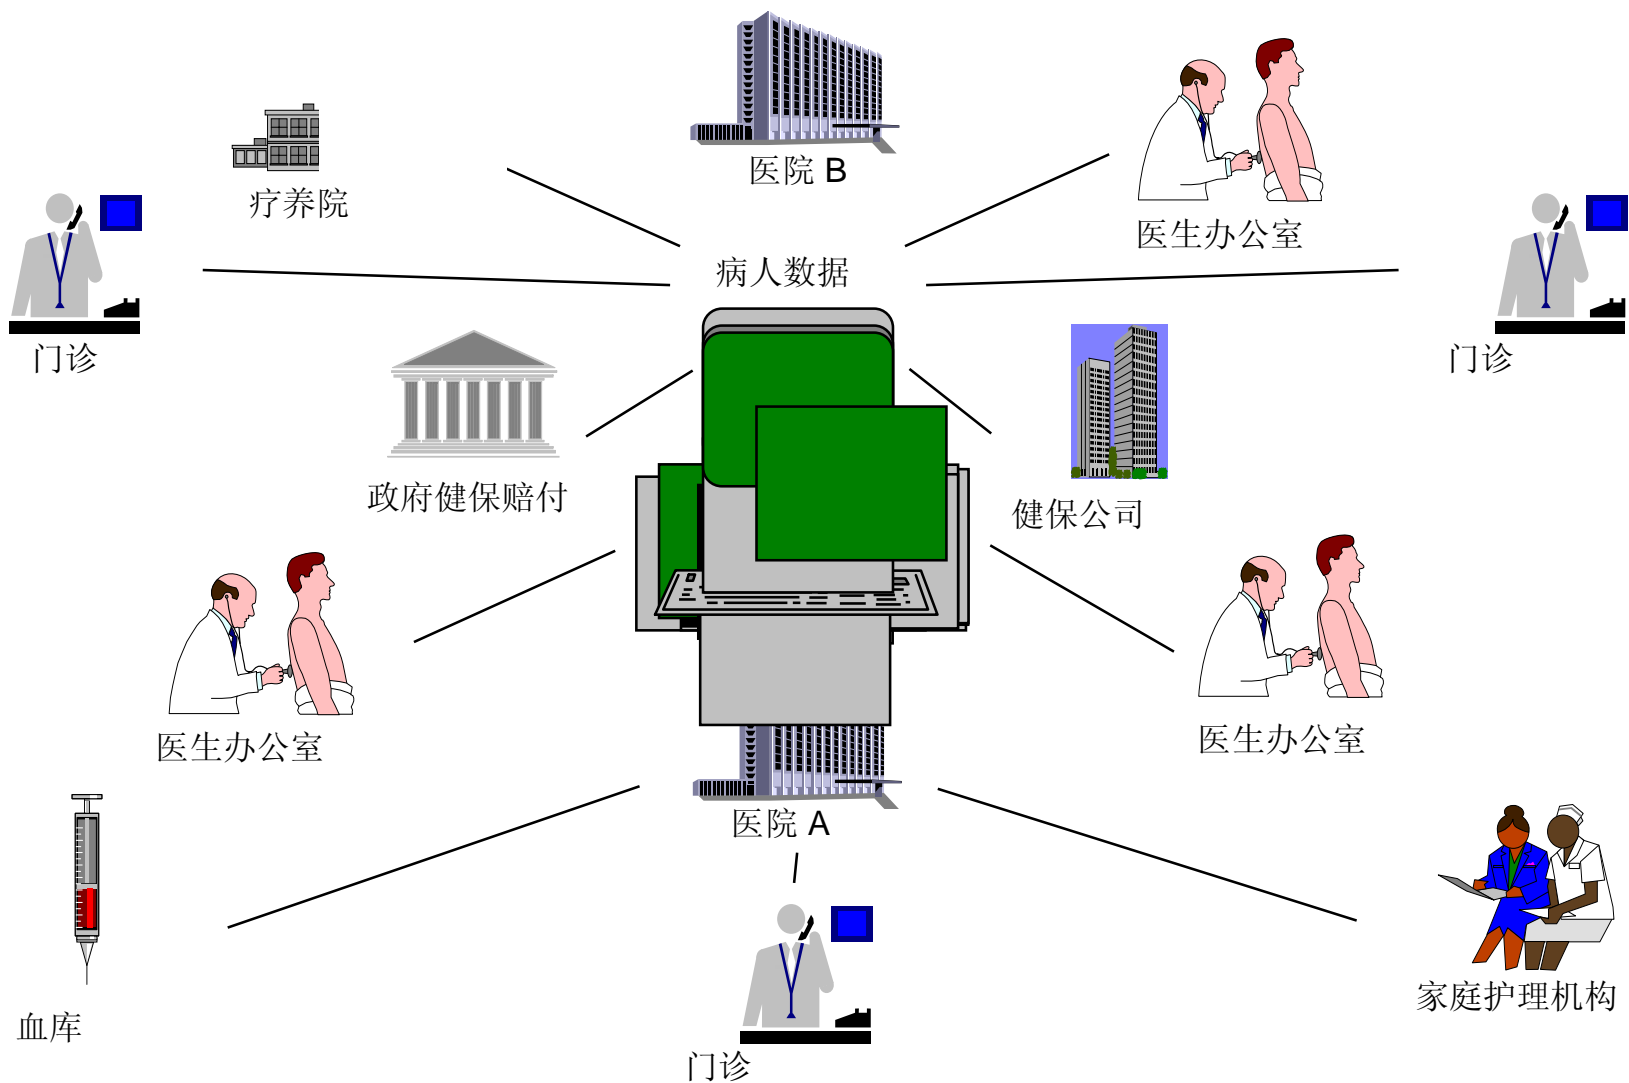 医院 B
疗养院
医生办公室
病人数据
门诊
门诊
政府健保赔付
健保公司
医生办公室
医生办公室
医院 A
家庭护理机构
血库
门诊